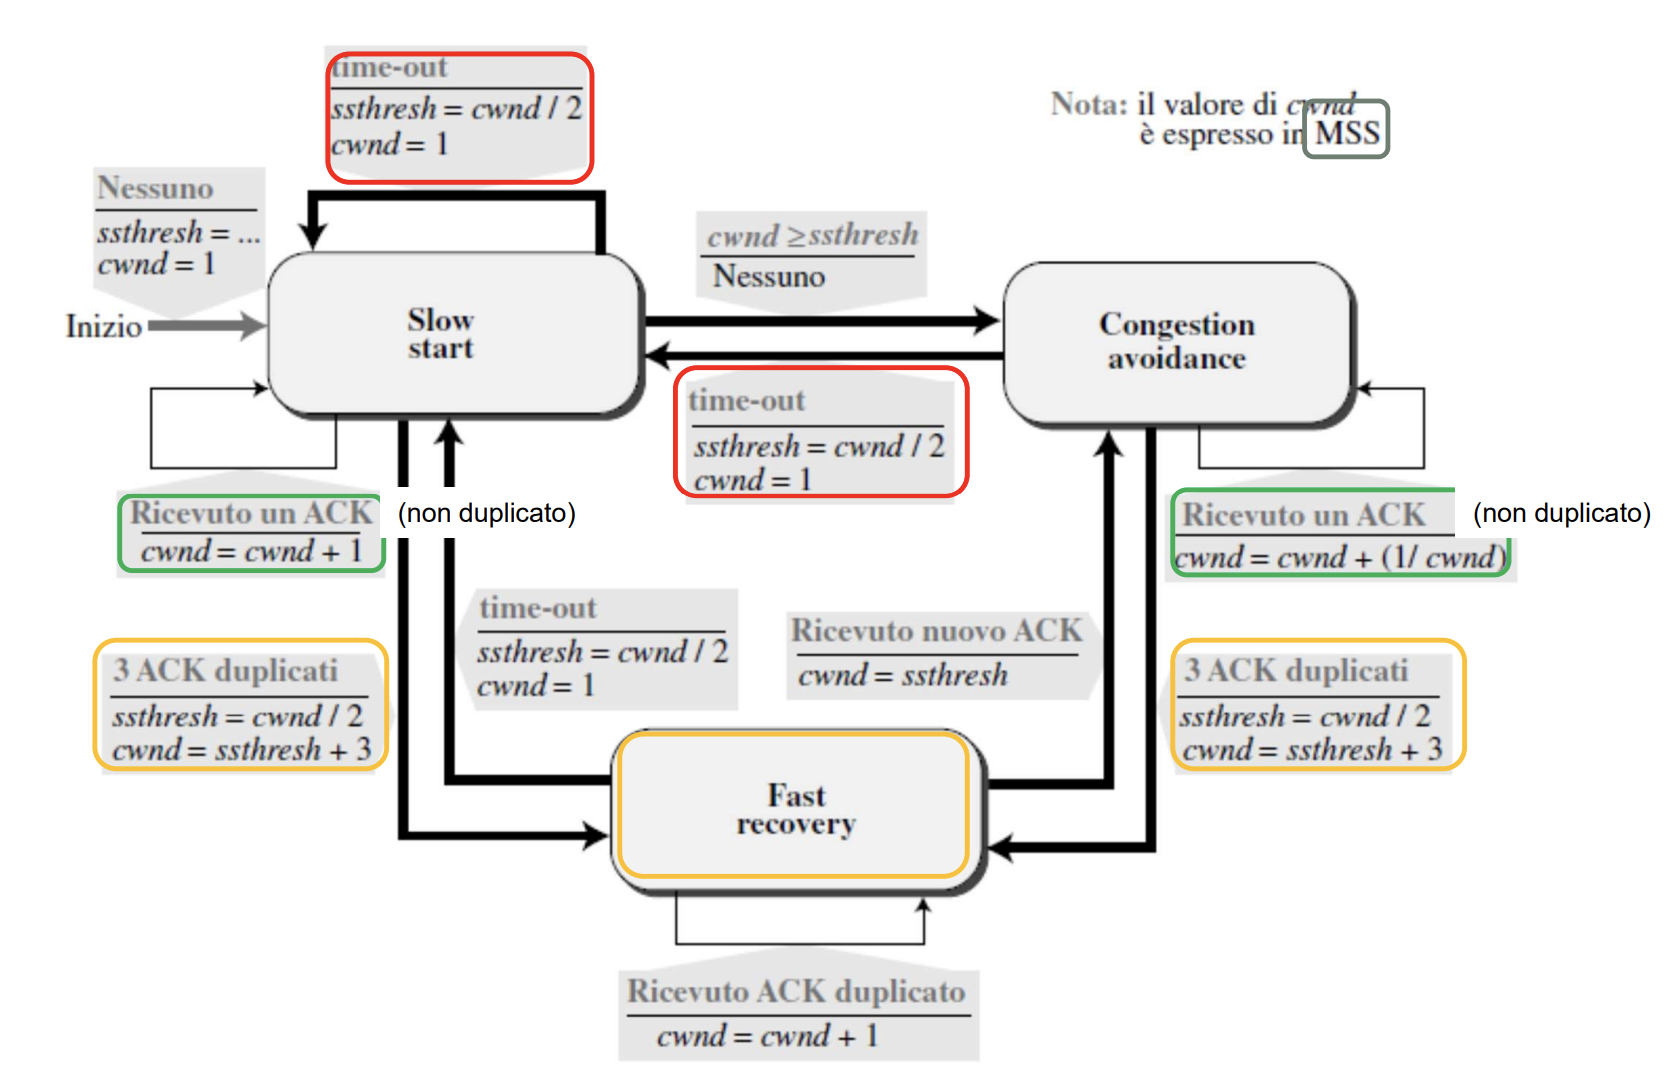 time-out
ssthresh = cwnd / 2
cwnd = 1
Nota: il valore di cwnd
è espresso in MSS
Nessuno
ssthresh = ...
cwnd = 1
cwnd ≥ ssthresh
Nessuno
Inizio
Slow
start
Congestion
avoidance
time-out
ssthresh = cwnd / 2
cwnd = 1
Ricevuto un ACK (non duplicato)
cwnd = cwnd + 1
Ricevuto un ACK (non duplicato)
cwnd = cwnd + (1/ cwnd)
time-out
ssthresh = cwnd / 2
cwnd = 1
Ricevuto nuovo ACK
cwnd = ssthresh
3 ACK duplicati
ssthresh = cwnd / 2
cwnd = ssthresh + 3
3 ACK duplicati
ssthresh = cwnd / 2
cwnd = ssthresh + 3
Fast
recovery
Ricevuto ACK duplicato
cwnd = cwnd + 1